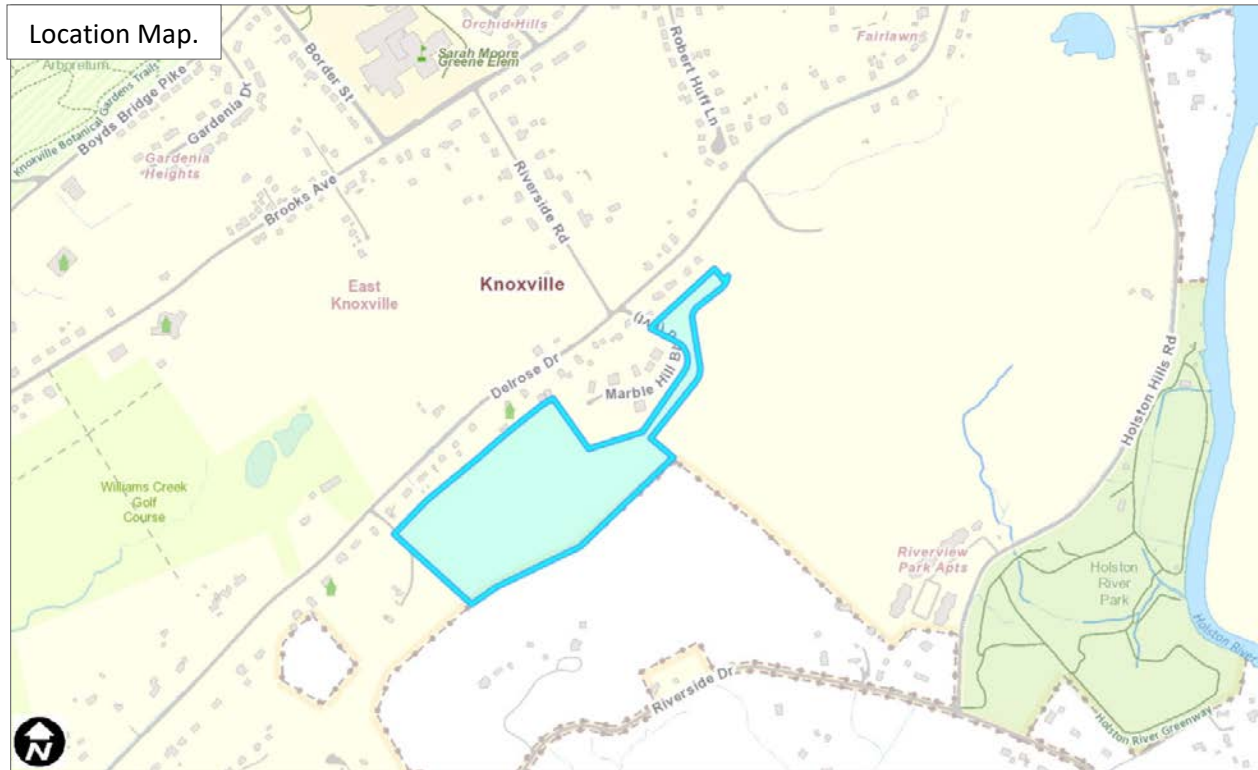 Location Map.
Arboretum
Knoxville Botanical Gardens Trails
Boyds Bridge Pike
Gardenia Dr
Gardenia
Heights
Border St
Orchid Hills
Sarah Moore
Greene Elem
Robert Huff Ln
Fairlawn
Brooks Ave
Riverside Rd
East
Knoxville
Knoxville
Delrose Dr
(Pvt)
Marble Hill Bl
Holston Hills Rd
Williams Creek
Golf
Course
Riverview
Park Apts
Holston
River
Park
Holston River
Riverside Dr
Holston River Greenway
N